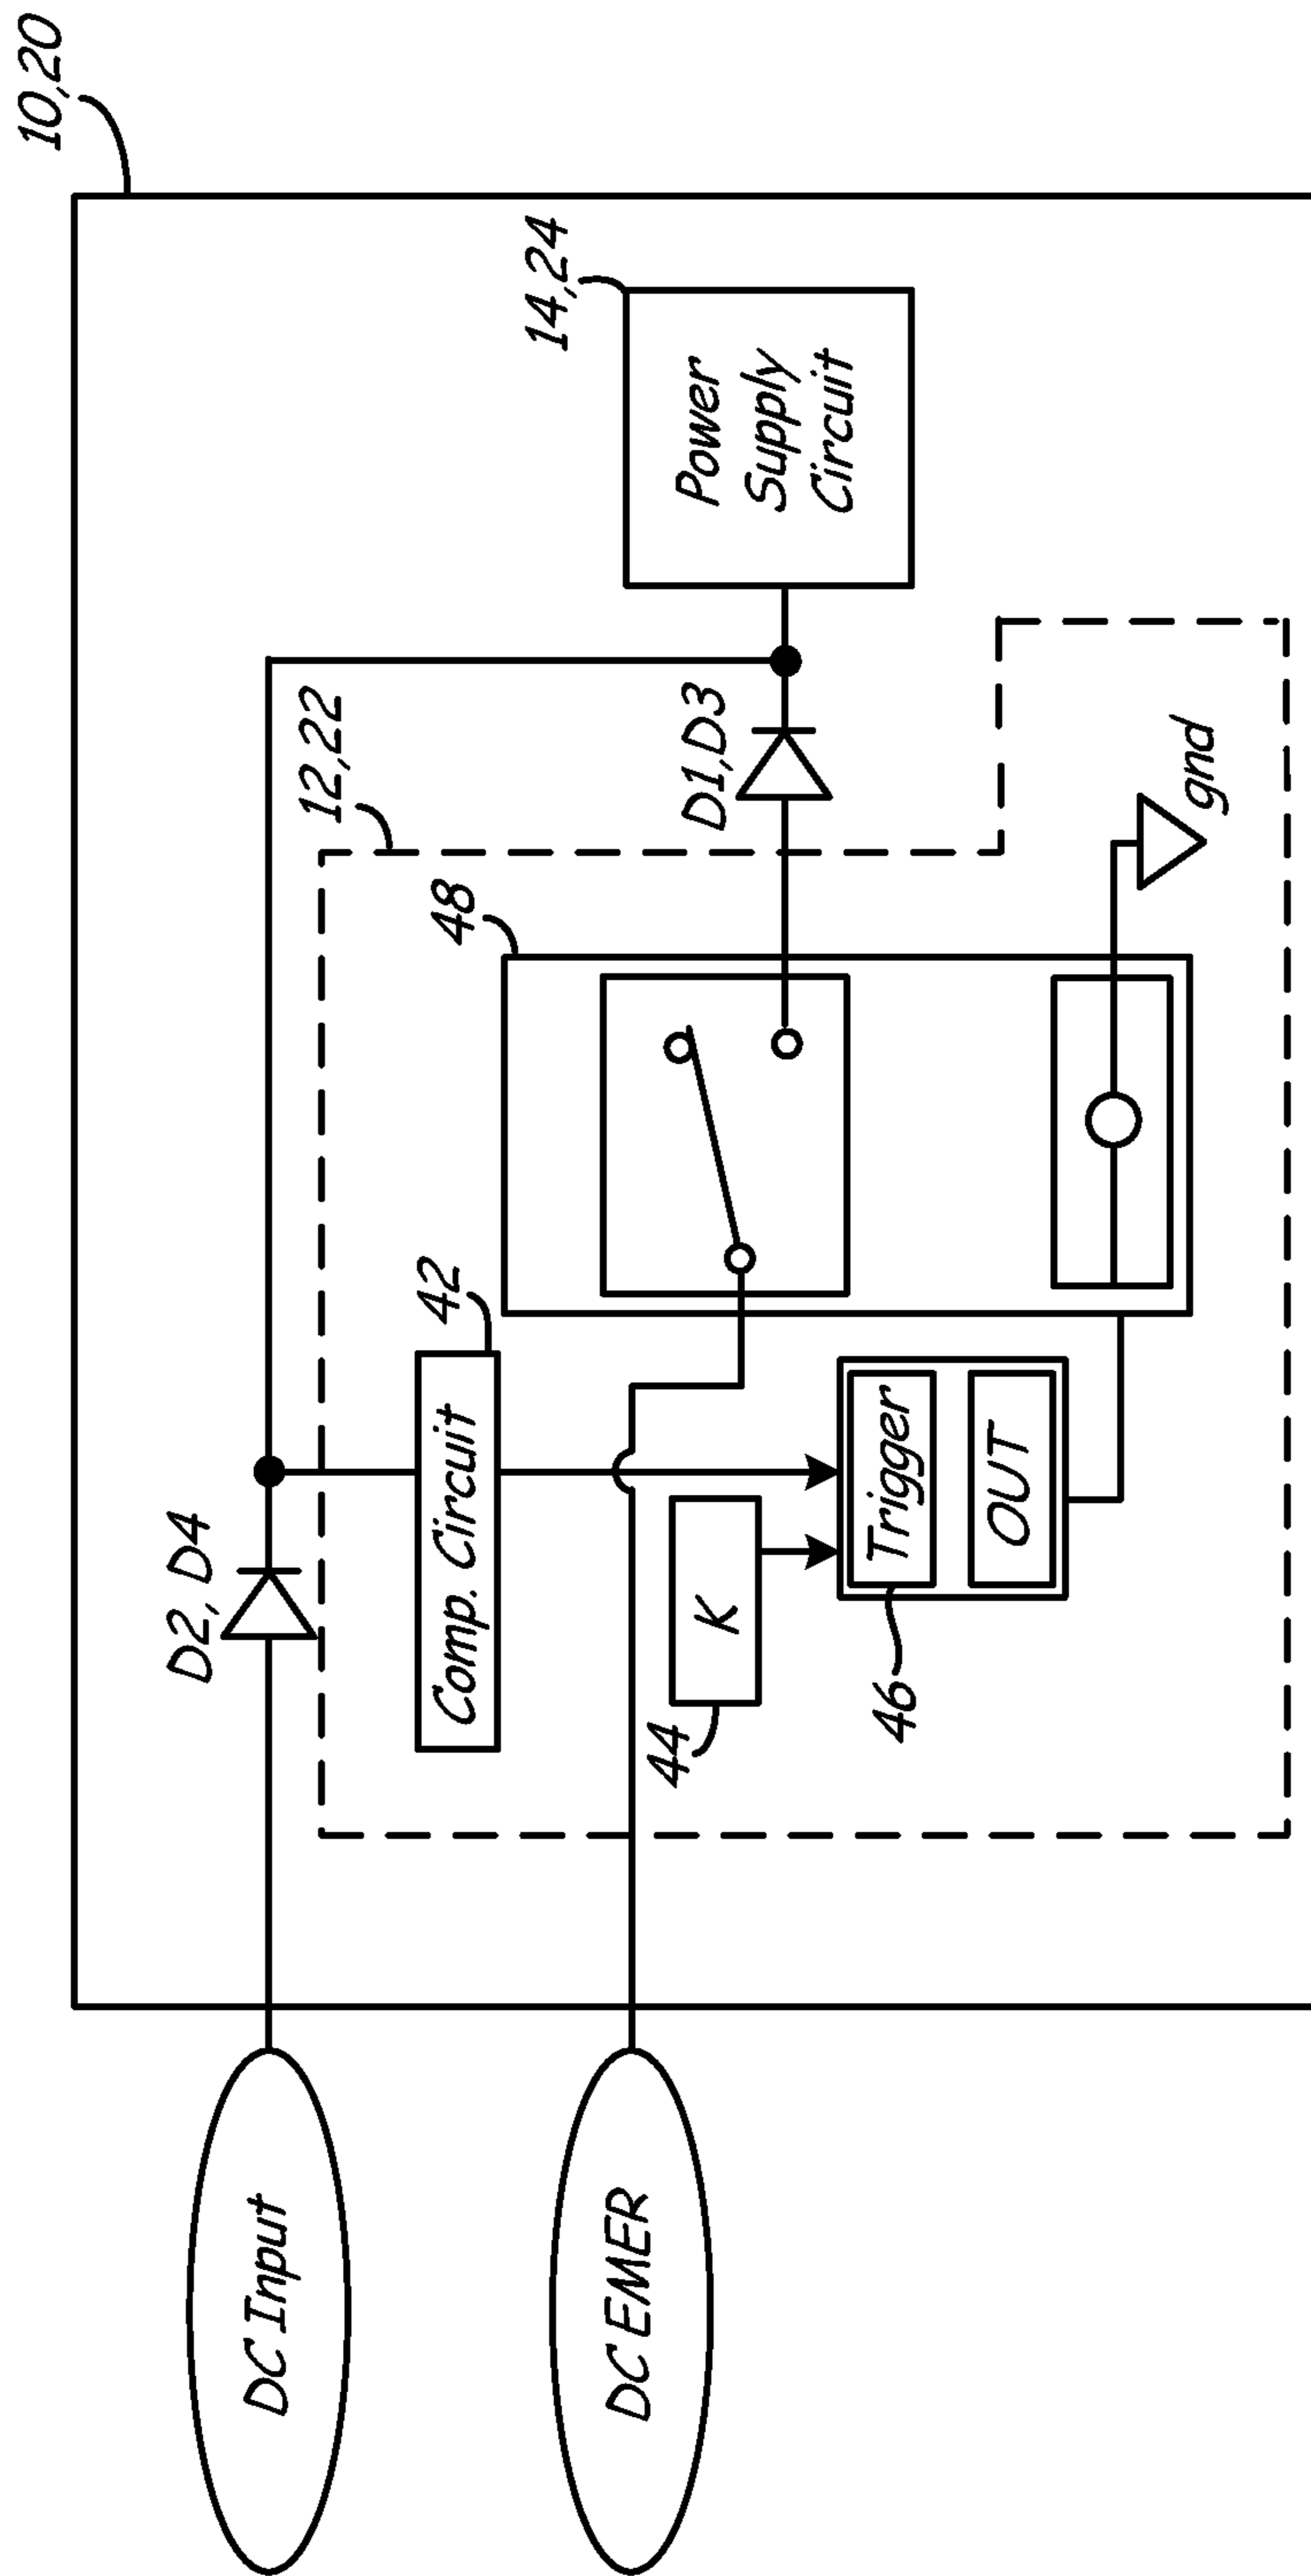 10,20
DC Input
D2, D4
12,22
Comp. Circuit
42
48
14,24
Power
Supply
Circuit
DC EMER
44
K
D1,D3
46
Trigger
OUT
gnd